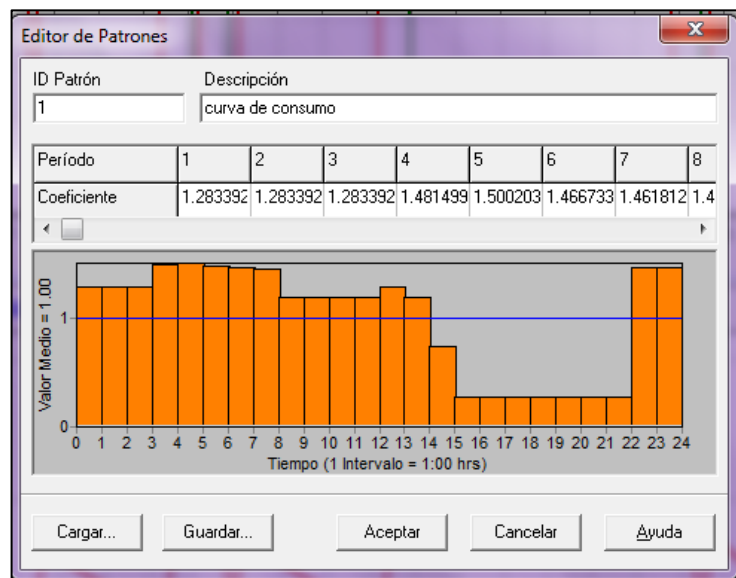 Editor de Patrones
ID Patrón Descripción
1 curva de consumo
Período 1 2 3 4 5 6 7 8
Coeficiente 1.283392 1.283392 1.283392 1.481499 1.500203 1.466733 1.461812 1.4
Valor Medio = 1.00
1
0
0 1 2 3 4 5 6 7 8 9 10 11 12 13 14 15 16 17 18 19 20 21 22 23 24
Tiempo (1 Intervalo = 1:00 hrs)
Cargar... Guardar... Aceptar Cancelar Ayuda